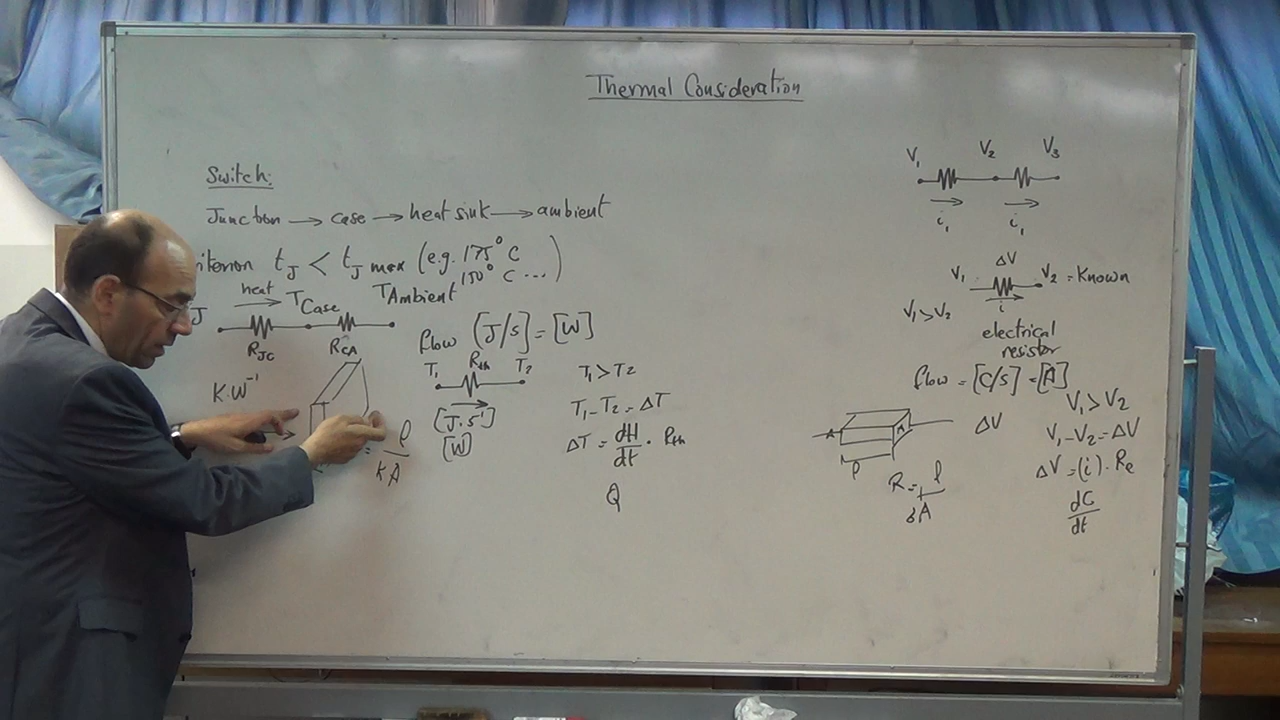 Thermal Consideration
Switch:
Junction → case → heat sink → ambient
iterion t_J < t_J max (e.g. 175° C
150° C ...)
heat
J → T_Case T_Ambient
R_JC R_CA
K.W⁻¹
= l / KA
flow [J/s] = [W]
T₁ R_th T₂
→
[J.s⁻¹]
[W]
T₁ > T₂
T₁ - T₂ = ΔT
ΔT = dH/dt . R_th
Q
V₁ V₂ V₃
→ →
i₁ i₁
ΔV
V₁ V₂ = Known
→
i
V₁ > V₂
electrical
resistor
flow = [C/s] = [A]
A A ΔV
l
R = l / σA
V₁ > V₂
V₁ - V₂ = ΔV
ΔV = (i) . Re
dC/dt